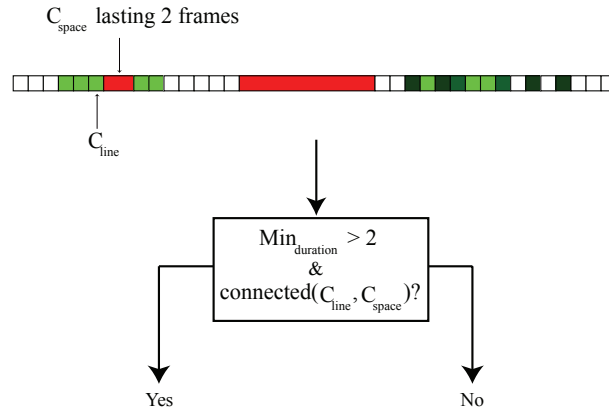 C_space lasting 2 frames
C_line
Min_duration > 2
&
connected(C_line, C_space)?
Yes
No